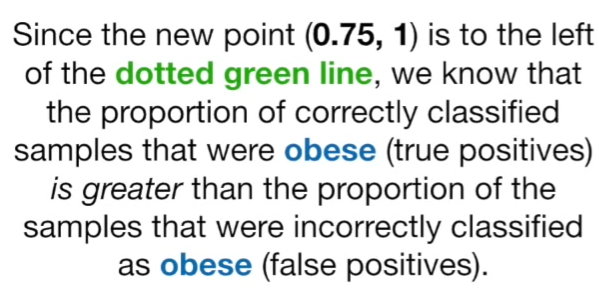 Since the new point (0.75, 1) is to the left
of the dotted green line, we know that
the proportion of correctly classified
samples that were obese (true positives)
is greater than the proportion of the
samples that were incorrectly classified
as obese (false positives).